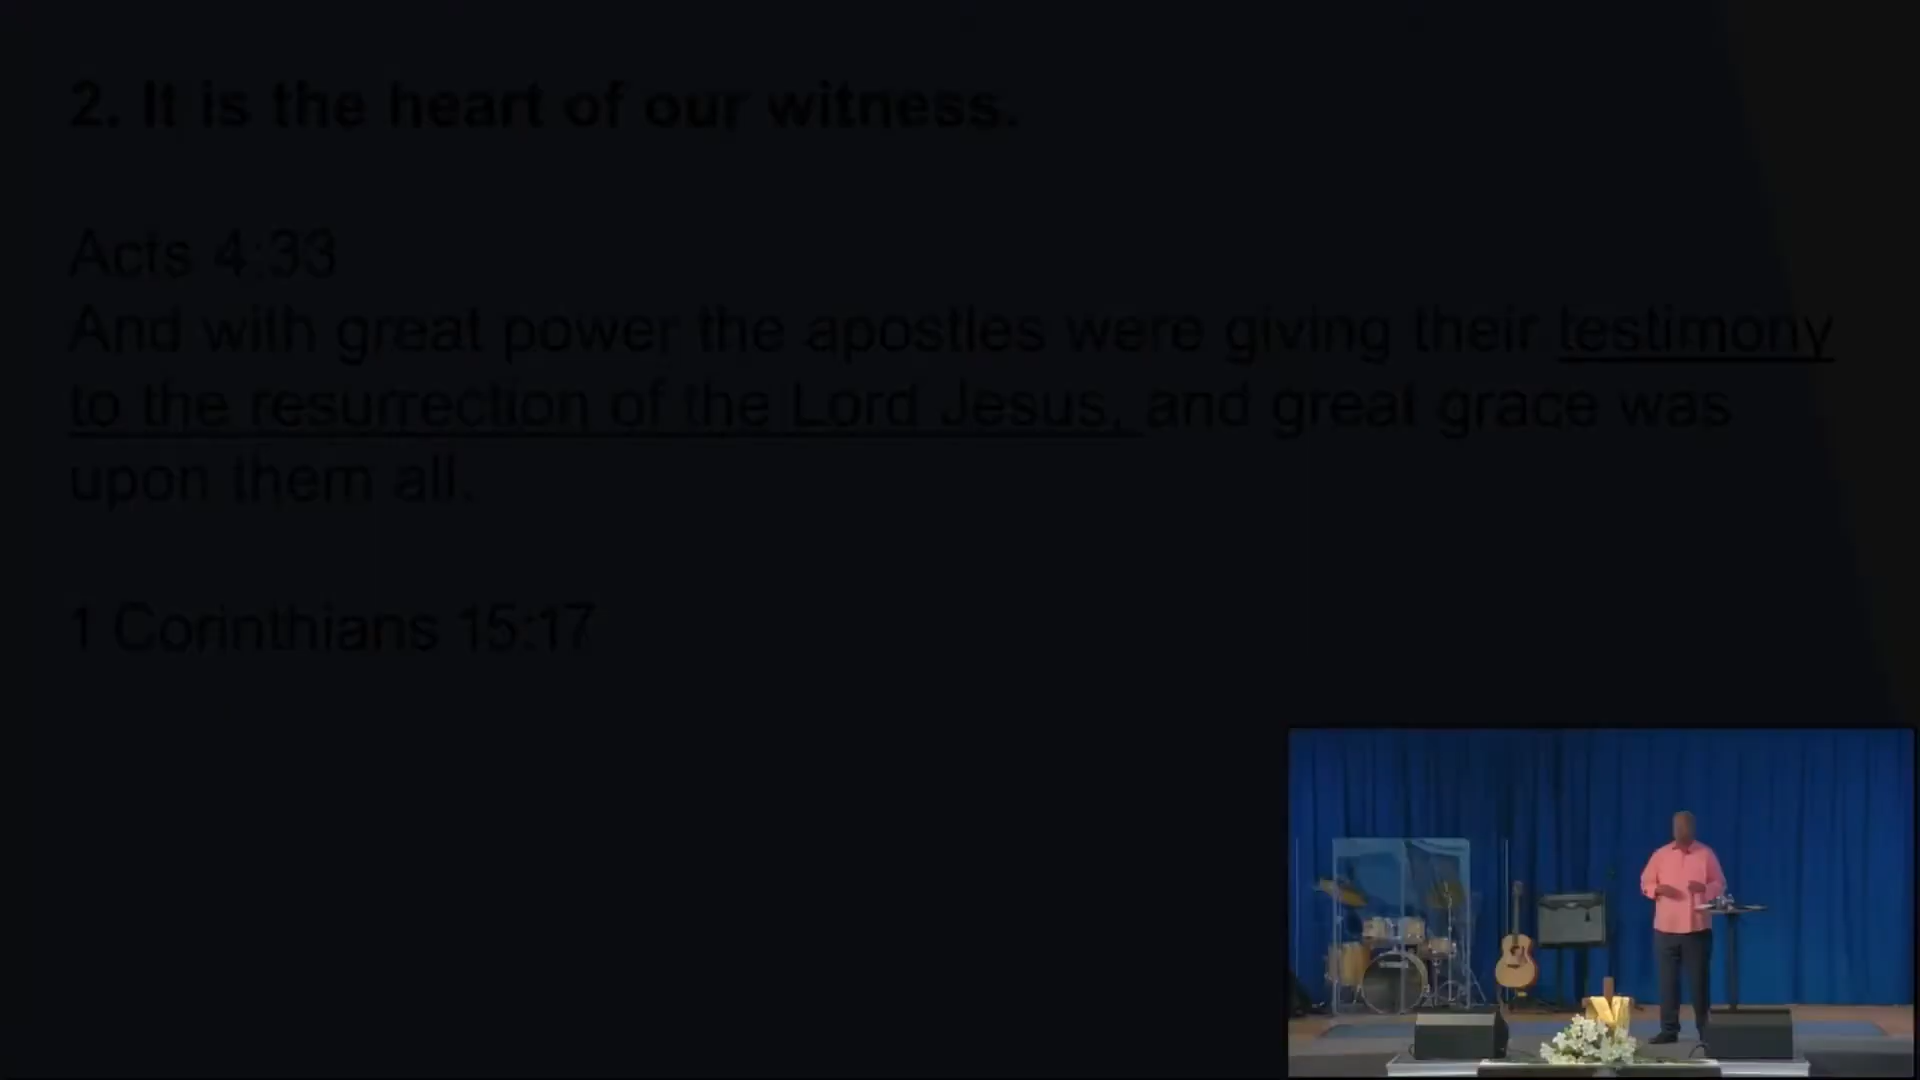 2. It is the heart of our witness.
Acts 4:33
And with great power the apostles were giving their testimony
to the resurrection of the Lord Jesus, and great grace was
upon them all.
1 Corinthians 15:17